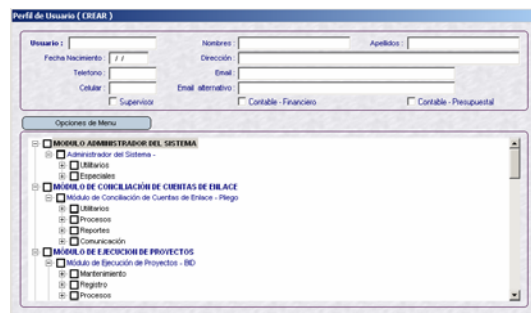 Perfil de Usuario ( CREAR )
Usuario : Nombres : Apellidos :
Fecha Nacimiento : / / Dirección :
Telefono : Email :
Celular : Email alternativo :
Supervisor Contable - Financiero Contable - Presupuestal
Opciones de Menu
MODULO ADMINISTRADOR DEL SISTEMA
Administrador del Sistema -
Utilitarios
Especiales
MÓDULO DE CONCILIACIÓN DE CUENTAS DE ENLACE
Módulo de Conciliación de Cuentas de Enlace - Pliego
Utilitarios
Procesos
Reportes
Comunicación
MÓDULO DE EJECUCION DE PROYECTOS
Módulo de Ejecución de Proyectos - BID
Mantenimiento
Registro
Procesos